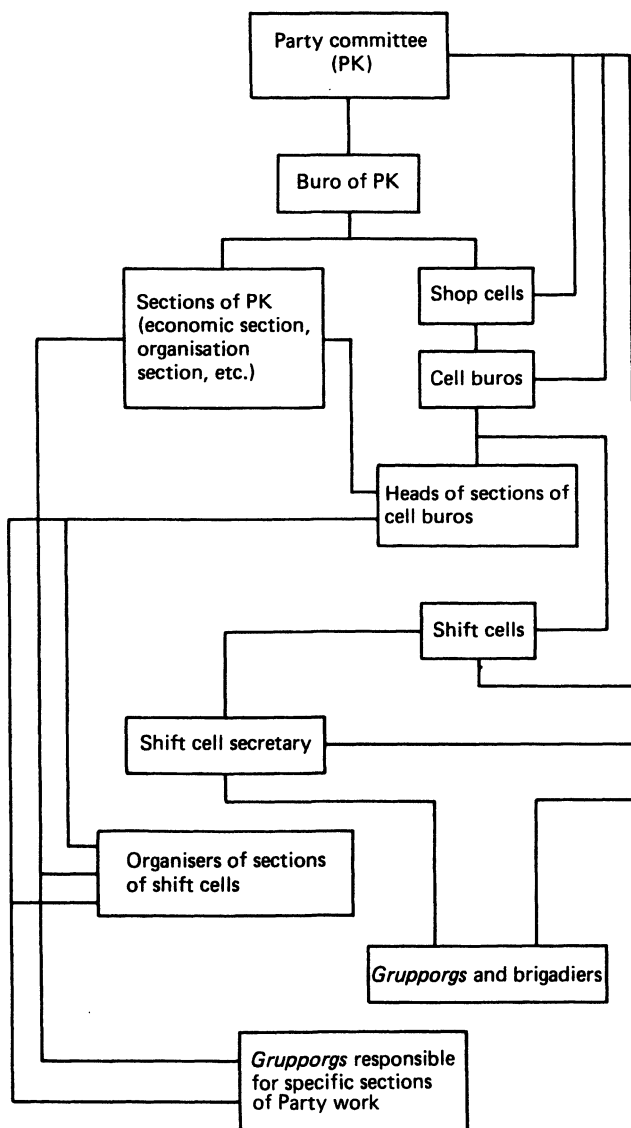 Party committee
(PK)
Buro of PK
Sections of PK
(economic section,
organisation
section, etc.)
Shop cells
Cell buros
Heads of sections of
cell buros
Shift cells
Shift cell secretary
Organisers of sections
of shift cells
Grupporgs and brigadiers
Grupporgs responsible
for specific sections
of Party work